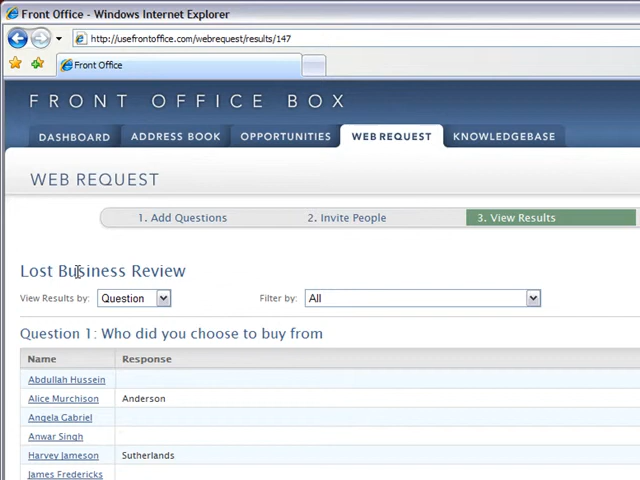 Front Office - Windows Internet Explorer
http://usefrontoffice.com/webrequest/results/147
Front Office
FRONT OFFICE BOX
DASHBOARD ADDRESS BOOK OPPORTUNITIES WEB REQUEST KNOWLEDGEBASE
WEB REQUEST
1. Add Questions 2. Invite People 3. View Results
Lost Business Review
View Results by: Question Filter by: All
Question 1: Who did you choose to buy from
Name Response
Abdullah Hussein
Alice Murchison Anderson
Angela Gabriel
Anwar Singh
Harvey Jameson Sutherlands
James Fredericks